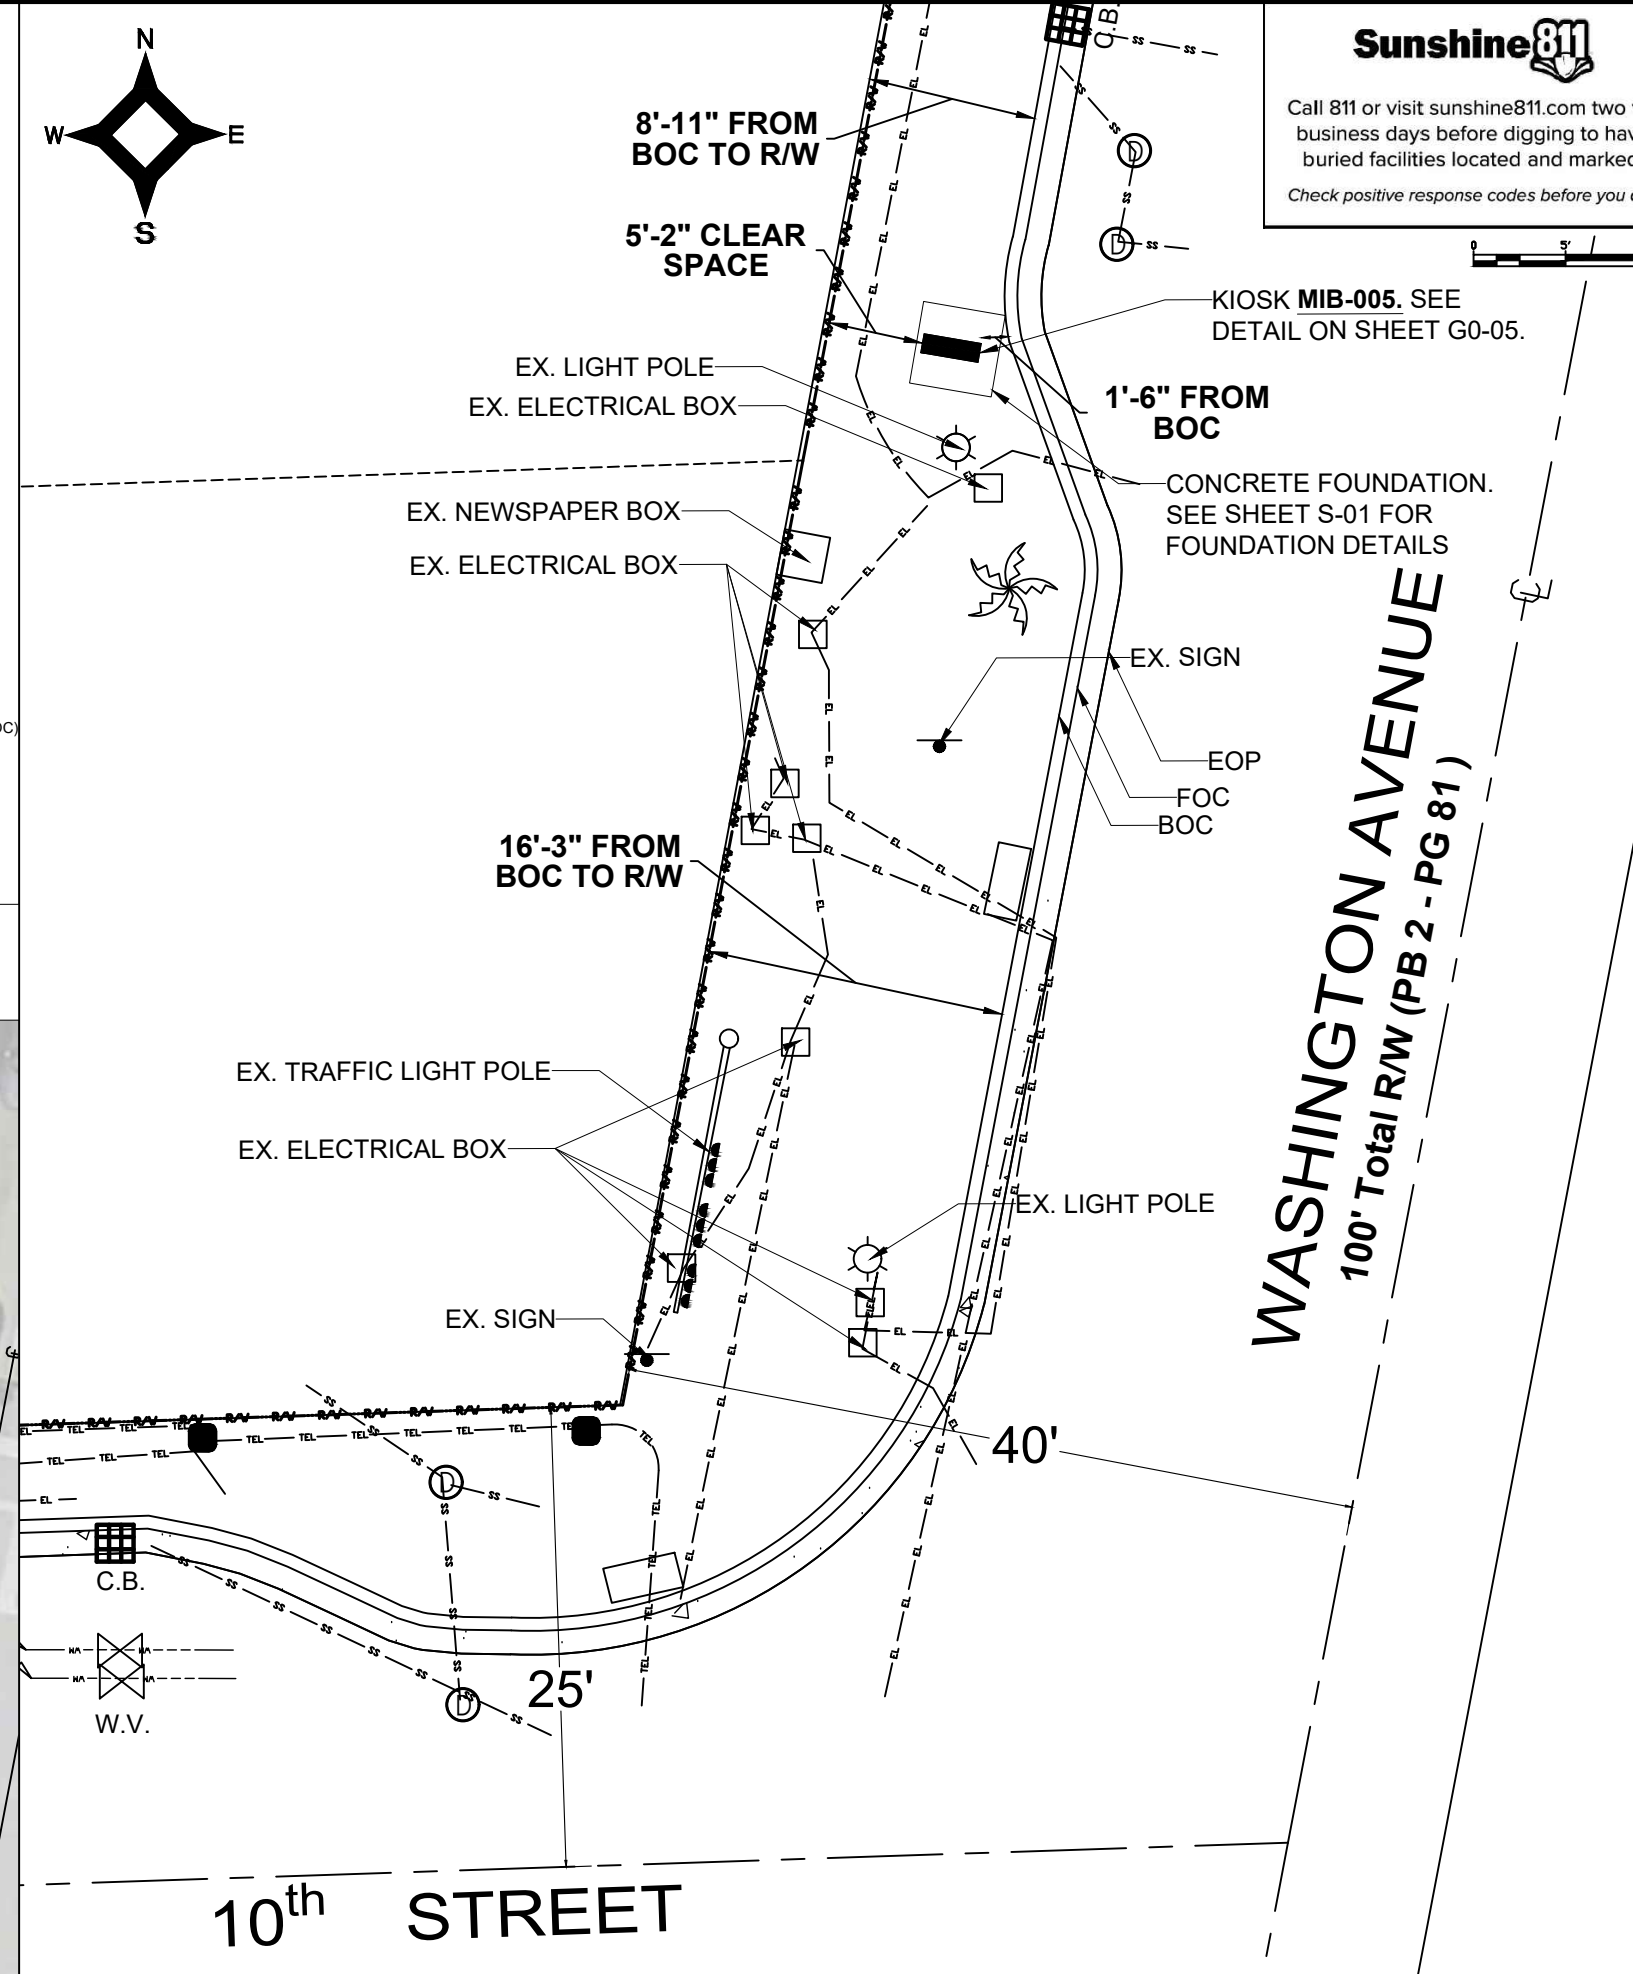 N
W
E
S
C.B.
Sunshine 811
Call 811 or visit sunshine811.com two
business days before digging to
buried facilities located and
Check positive response codes before you
0 5'
8'-11" FROM
BOC TO R/W
5'-2" CLEAR
SPACE
KIOSK MIB-005. SEE
DETAIL ON SHEET G0-05.
EX. LIGHT POLE
EX. ELECTRICAL BOX
1'-6" FROM
BOC
CONCRETE FOUNDATION.
SEE SHEET S-01 FOR
FOUNDATION DETAILS
EX. NEWSPAPER BOX
EX. ELECTRICAL BOX
EX. SIGN
EOP
FOC
BOC
16'-3" FROM
BOC TO R/W
WASHINGTON AVENUE
100' Total R/W (PB 2 - PG 81 )
EX. TRAFFIC LIGHT POLE
EX. ELECTRICAL BOX
EX. LIGHT POLE
EX. SIGN
40'
C.B.
W.V.
25'
10th STREET